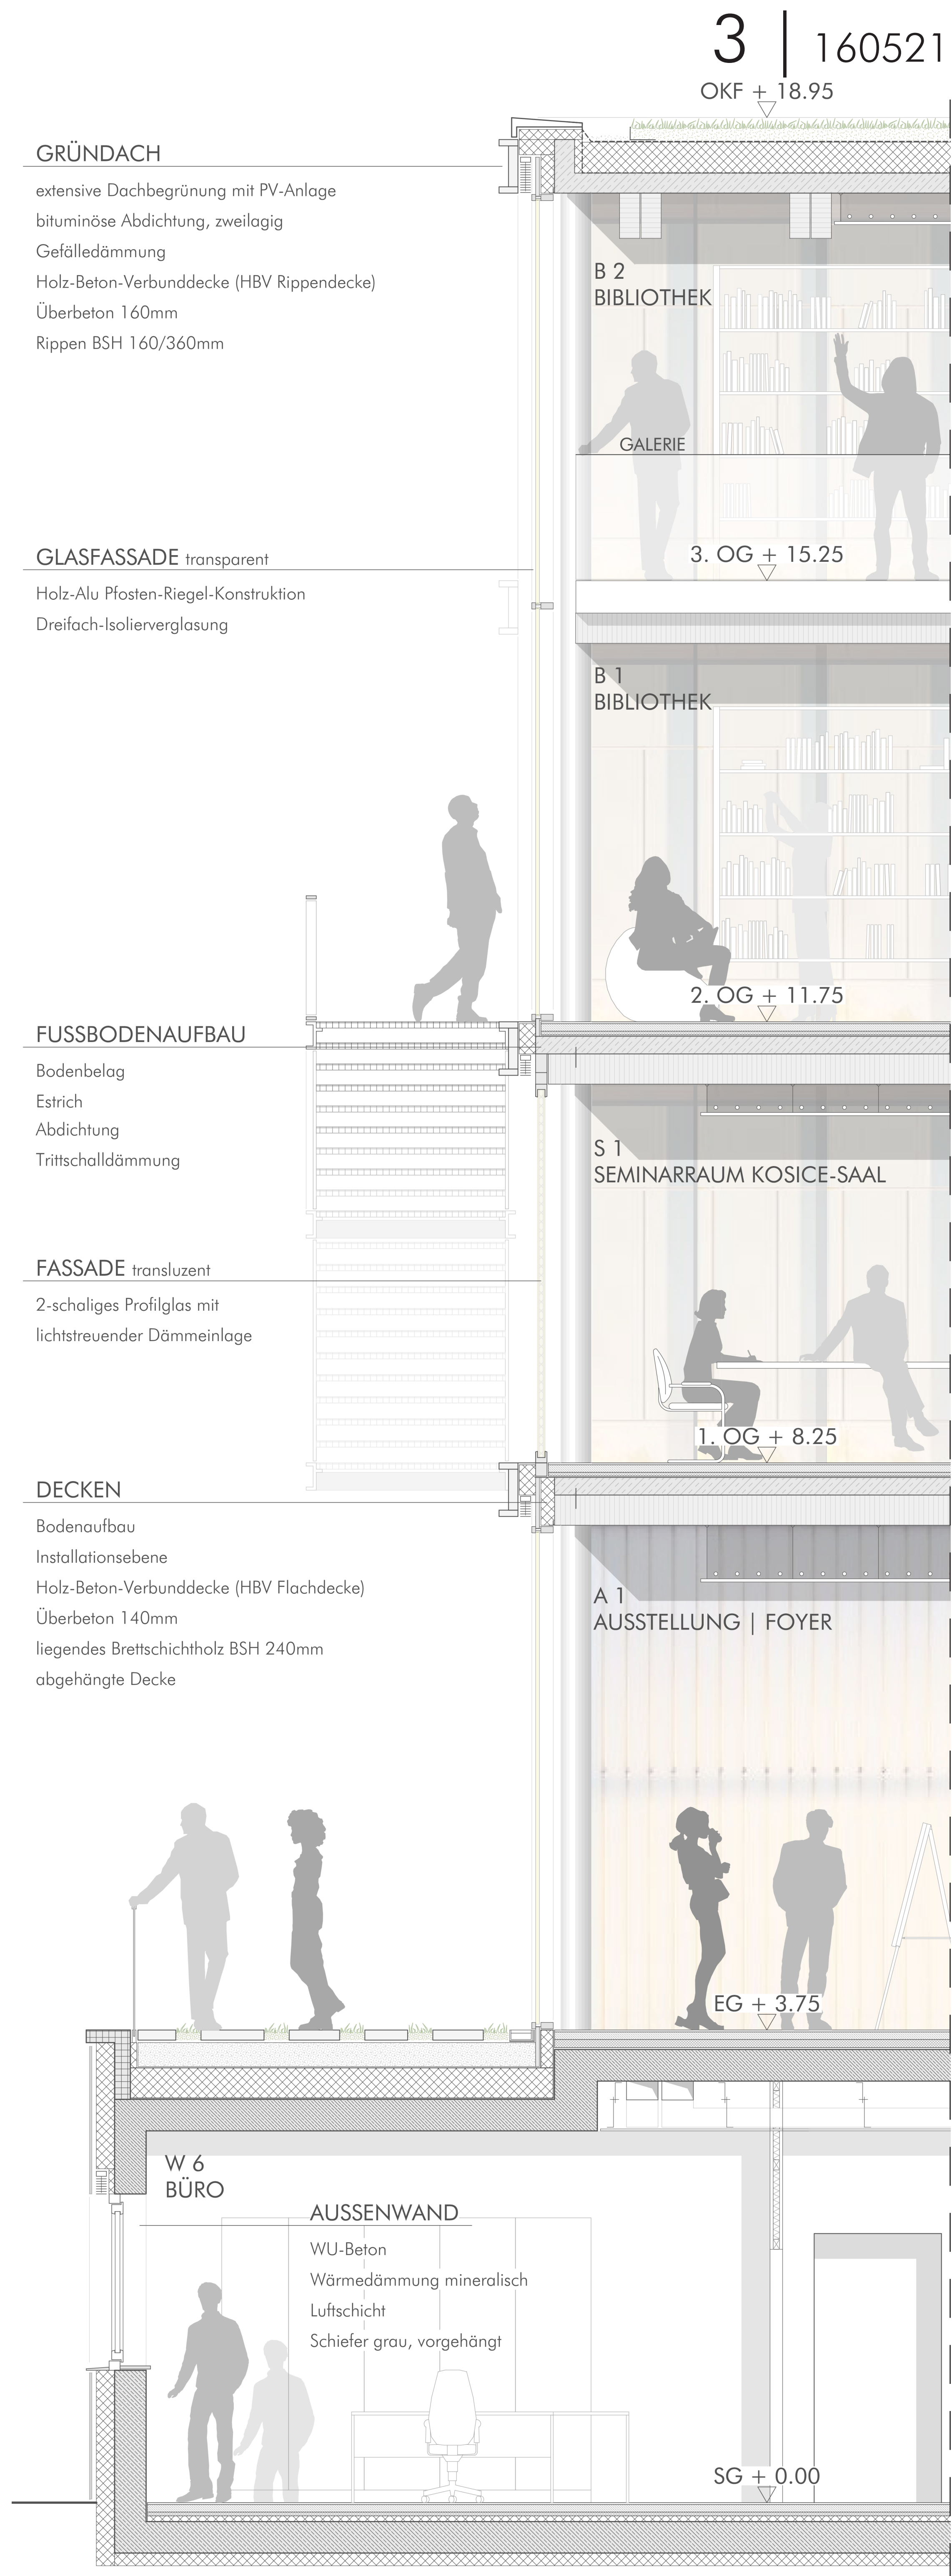 3 | 160521
OKF + 18.95
GRÜNDACH
extensive Dachbegrünung mit PV-Anlage
bituminöse Abdichtung, zweilagig
Gefälledämmung
Holz-Beton-Verbunddecke (HBV Rippendecke)
Überbeton 160mm
Rippen BSH 160/360mm
B 2
BIBLIOTHEK
GALERIE
3. OG + 15.25
GLASFASSADE transparent
Holz-Alu Pfosten-Riegel-Konstruktion
Dreifach-Isolierverglasung
B 1
BIBLIOTHEK
2. OG + 11.75
FUSSBODENAUFBAU
Bodenbelag
Estrich
Abdichtung
Trittschalldämmung
S 1
SEMINARRAUM KOSICE-SAAL
FASSADE transluzent
2-schaliges Profilglas mit
lichtstreuender Dämmeinlage
1. OG + 8.25
DECKEN
Bodenaufbau
Installationsebene
Holz-Beton-Verbunddecke (HBV Flachdecke)
Überbeton 140mm
liegendes Brettschichtholz BSH 240mm
abgehängte Decke
A 1
AUSSTELLUNG | FOYER
EG + 3.75
W 6
BÜRO
AUSSENWAND
WU-Beton
Wärmedämmung mineralisch
Luftschicht
Schiefer grau, vorgehängt
SG + 0.00